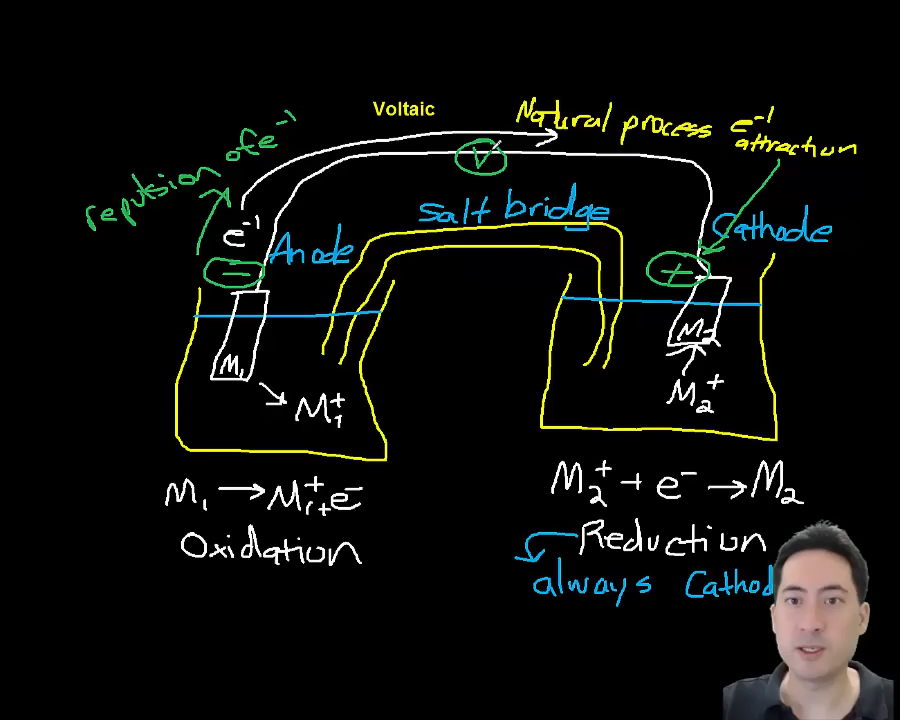 Voltaic
Natural process
e⁻¹
attraction
repulsion of e⁻¹
V
salt bridge
Cathode
e⁻¹
Anode
−
+
M₁
M₂
M₁⁺
M₂⁺
M₁ → M₁⁺ + e⁻
M₂⁺ + e⁻ → M₂
Oxidation
Reduction
always Cathod